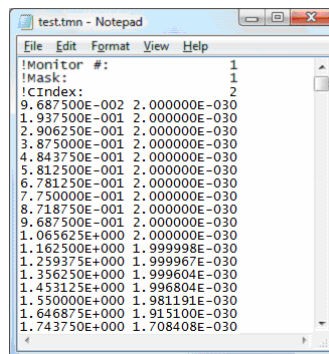 test.tmn - Notepad
File Edit Format View Help
!Monitor #: 1
!Mask: 1
!CIndex: 2
9.687500E-002 2.000000E-030
1.937500E-001 2.000000E-030
2.906250E-001 2.000000E-030
3.875000E-001 2.000000E-030
4.843750E-001 2.000000E-030
5.812500E-001 2.000000E-030
6.781250E-001 2.000000E-030
7.750000E-001 2.000000E-030
8.718750E-001 2.000000E-030
9.687500E-001 2.000000E-030
1.065625E+000 2.000000E-030
1.162500E+000 1.999998E-030
1.259375E+000 1.999967E-030
1.356250E+000 1.999604E-030
1.453125E+000 1.996804E-030
1.550000E+000 1.981191E-030
1.646875E+000 1.915100E-030
1.743750E+000 1.708408E-030